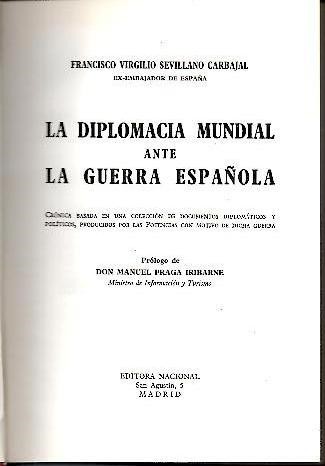 FRANCISCO VIRGILIO SEVILLANO CARBAJAL
EX-EMBAJADOR DE ESPAÑA
LA DIPLOMACIA MUNDIAL
ANTE
LA GUERRA ESPAÑOLA
CRÓNICA BASADA EN UNA COLECCIÓN DE DOCUMENTOS DIPLOMÁTICOS Y
POLÍTICOS, PRODUCIDOS POR LAS POTENCIAS CON MOTIVO DE DICHA GUERRA
Prólogo de
DON MANUEL FRAGA IRIBARNE
Ministro de Información y Turismo
EDITORA NACIONAL
San Agustín, 5
MADRID